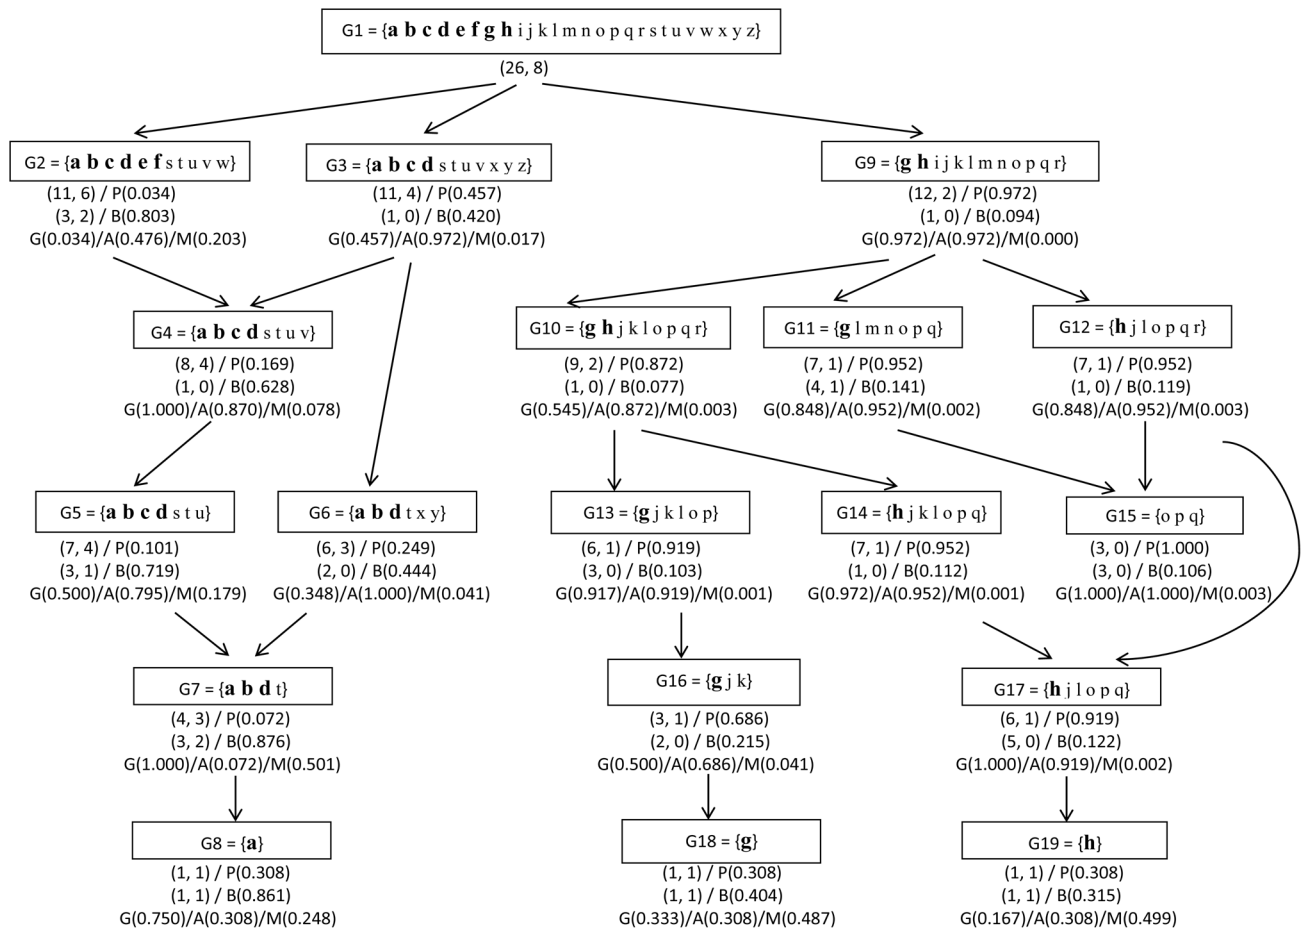 G1 = {a b c d e f g h i j k l m n o p q r s t u v w x y z}
(26, 8)
G2 = {a b c d e f s t u v w}
(11, 6) / P(0.034)
(3, 2) / B(0.803)
G(0.034)/A(0.476)/M(0.203)
G3 = {a b c d s t u v x y z}
(11, 4) / P(0.457)
(1, 0) / B(0.420)
G(0.457)/A(0.972)/M(0.017)
G9 = {g h i j k l m n o p q r}
(12, 2) / P(0.972)
(1, 0) / B(0.094)
G(0.972)/A(0.972)/M(0.000)
G4 = {a b c d s t u v}
(8, 4) / P(0.169)
(1, 0) / B(0.628)
G(1.000)/A(0.870)/M(0.078)
G10 = {g h j k l o p q r}
(9, 2) / P(0.872)
(1, 0) / B(0.077)
G(0.545)/A(0.872)/M(0.003)
G11 = {g l m n o p q}
(7, 1) / P(0.952)
(4, 1) / B(0.141)
G(0.848)/A(0.952)/M(0.002)
G12 = {h j l o p q r}
(7, 1) / P(0.952)
(1, 0) / B(0.119)
G(0.848)/A(0.952)/M(0.003)
G5 = {a b c d s t u}
(7, 4) / P(0.101)
(3, 1) / B(0.719)
G(0.500)/A(0.795)/M(0.179)
G6 = {a b d t x y}
(6, 3) / P(0.249)
(2, 0) / B(0.444)
G(0.348)/A(1.000)/M(0.041)
G13 = {g j k l o p}
(6, 1) / P(0.919)
(3, 0) / B(0.103)
G(0.917)/A(0.919)/M(0.001)
G14 = {h j k l o p q}
(7, 1) / P(0.952)
(1, 0) / B(0.112)
G(0.972)/A(0.952)/M(0.001)
G15 = {o p q}
(3, 0) / P(1.000)
(3, 0) / B(0.106)
G(1.000)/A(1.000)/M(0.003)
G7 = {a b d t}
(4, 3) / P(0.072)
(3, 2) / B(0.876)
G(1.000)/A(0.072)/M(0.501)
G16 = {g j k}
(3, 1) / P(0.686)
(2, 0) / B(0.215)
G(0.500)/A(0.686)/M(0.041)
G17 = {h j l o p q}
(6, 1) / P(0.919)
(5, 0) / B(0.122)
G(1.000)/A(0.919)/M(0.002)
G8 = {a}
(1, 1) / P(0.308)
(1, 1) / B(0.861)
G(0.750)/A(0.308)/M(0.248)
G18 = {g}
(1, 1) / P(0.308)
(1, 1) / B(0.404)
G(0.333)/A(0.308)/M(0.487)
G19 = {h}
(1, 1) / P(0.308)
(1, 1) / B(0.315)
G(0.167)/A(0.308)/M(0.499)